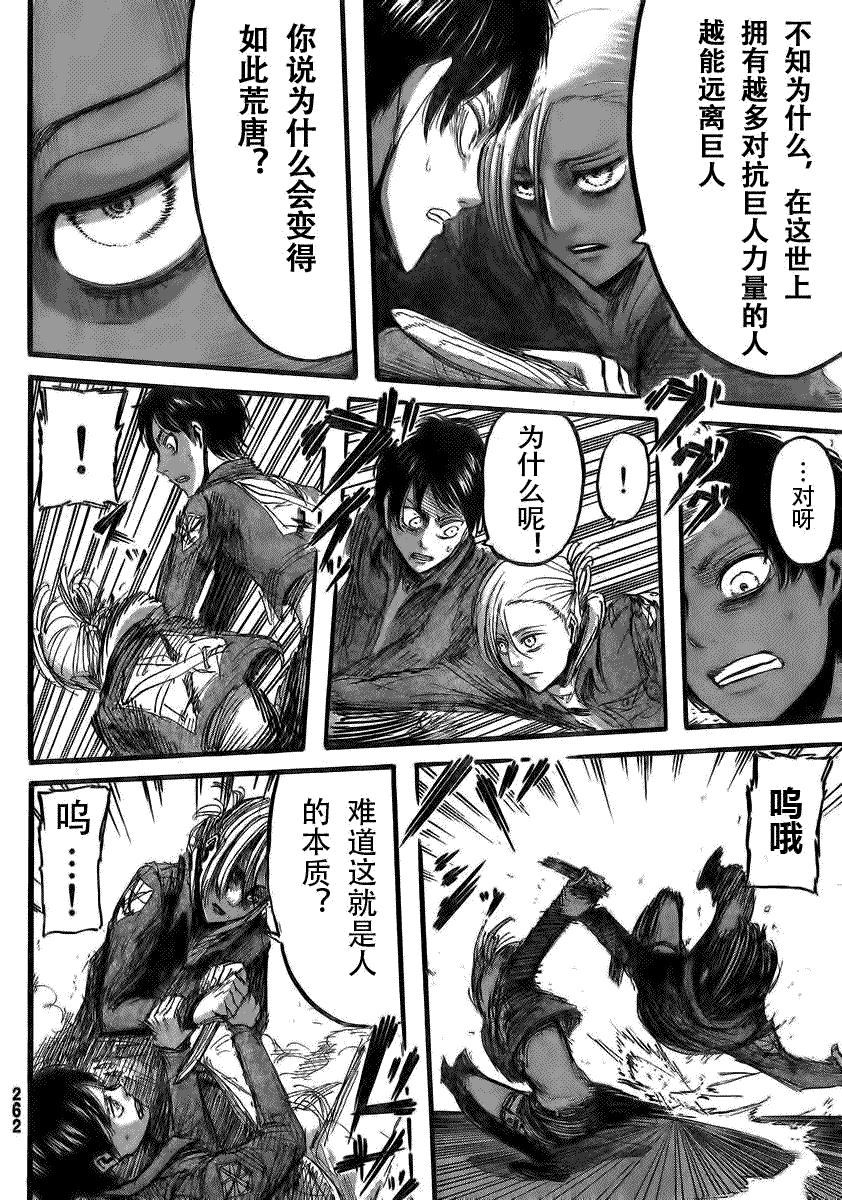 不知为什么，在这世上
拥有越多对抗巨人力量的人
越能远离巨人
你说为什么会变得
如此荒唐？
…对呀
！
为什么呢！
！
呜哦
难道这就是人
的本质？
呜…！
262